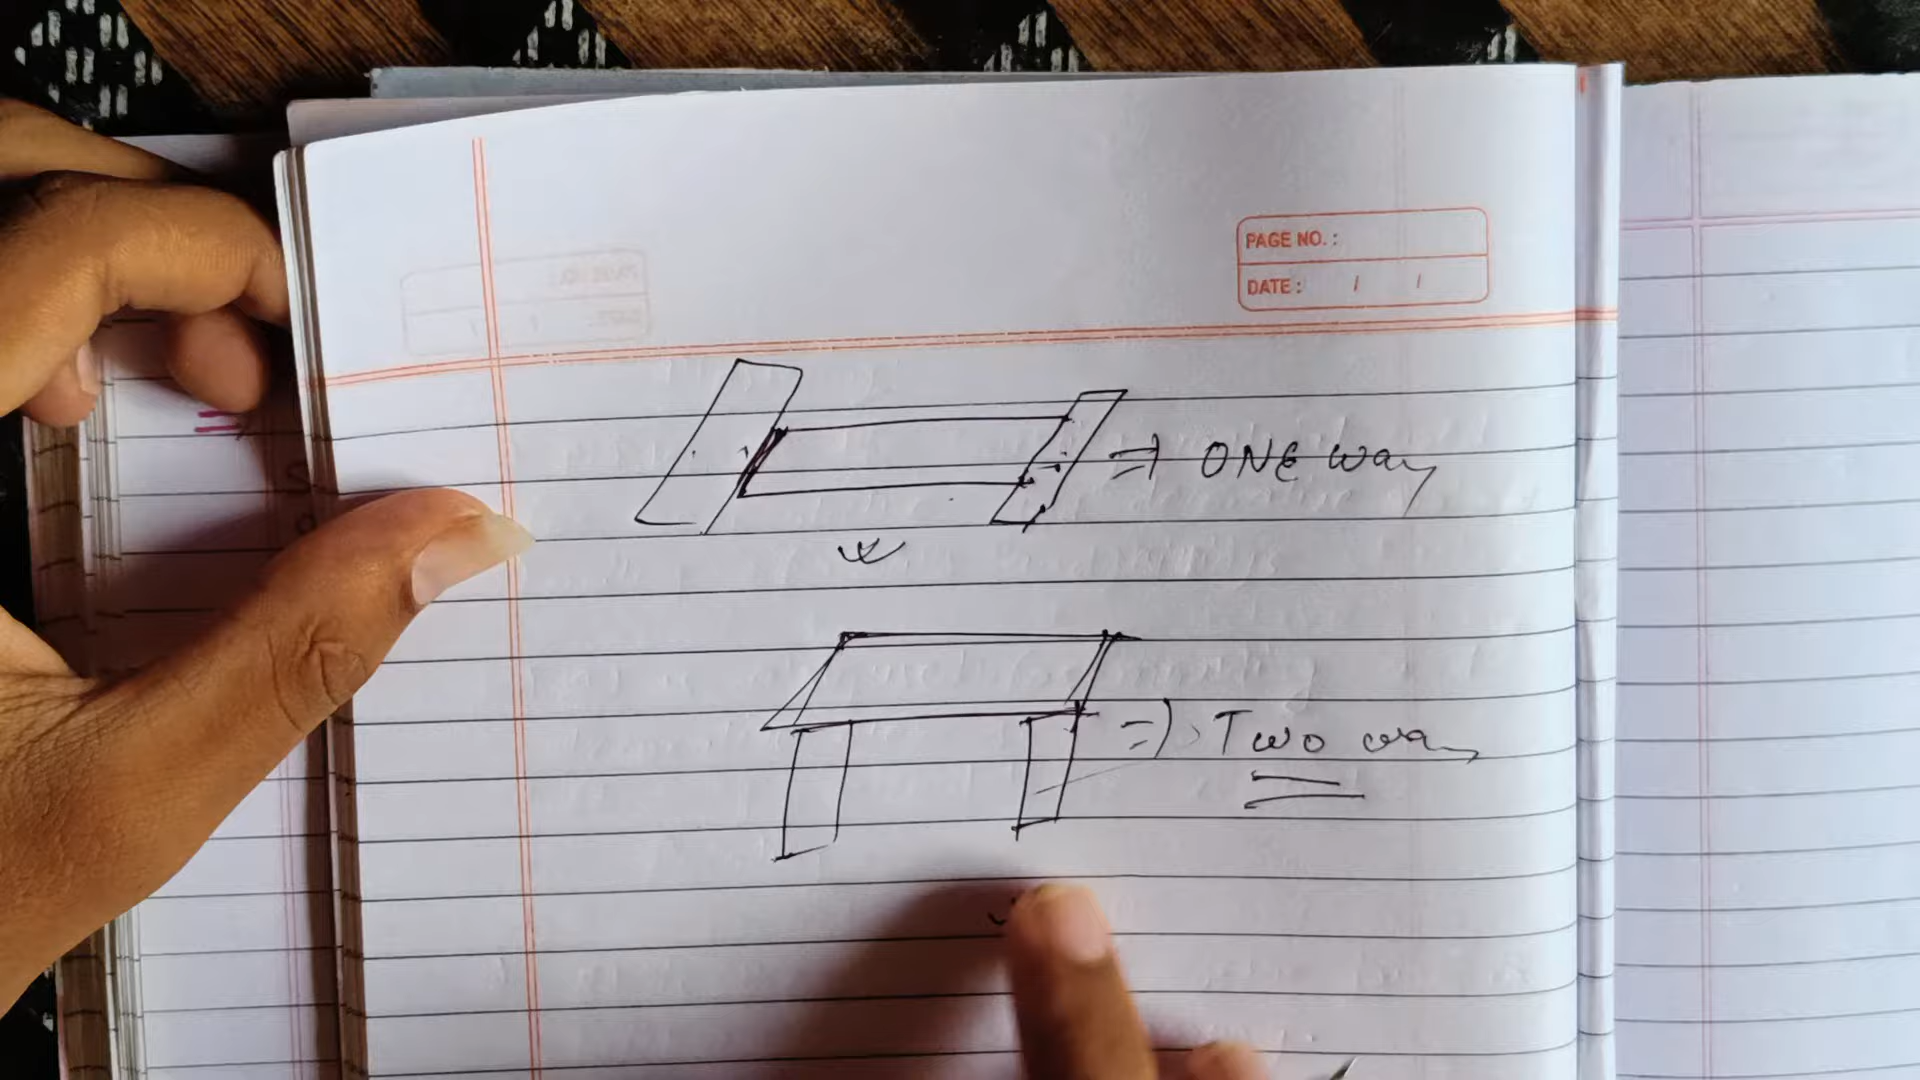 PAGE NO. :
DATE : / /
⇒ ONE way
⇒ Two way